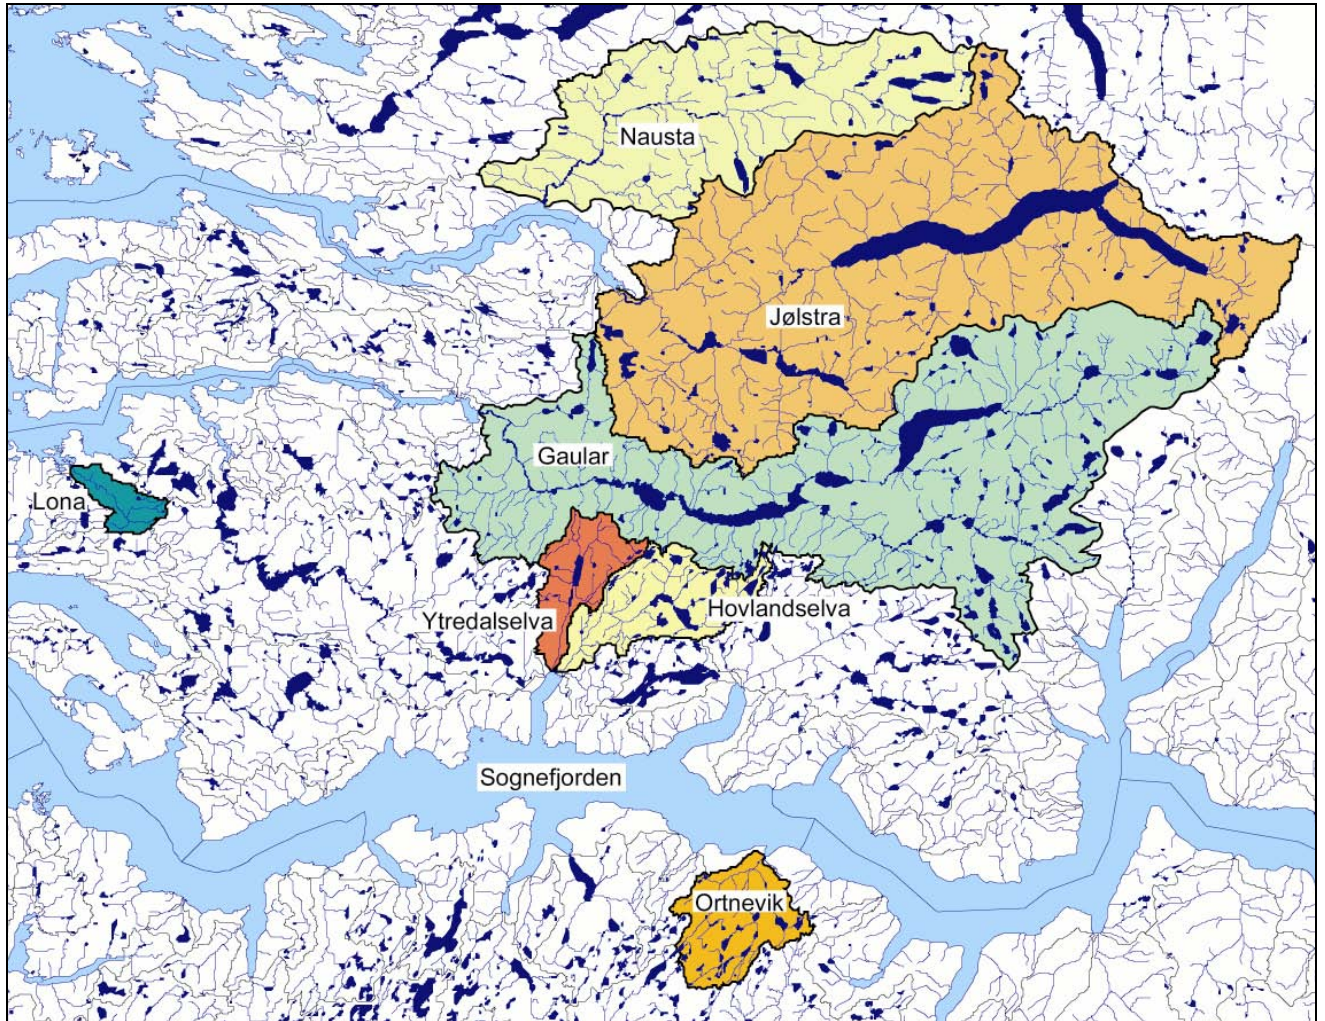 Nausta
Jølstra
Gaular
Lona
Hovlandselva
Ytredalselva
Sognefjorden
Ortnevik